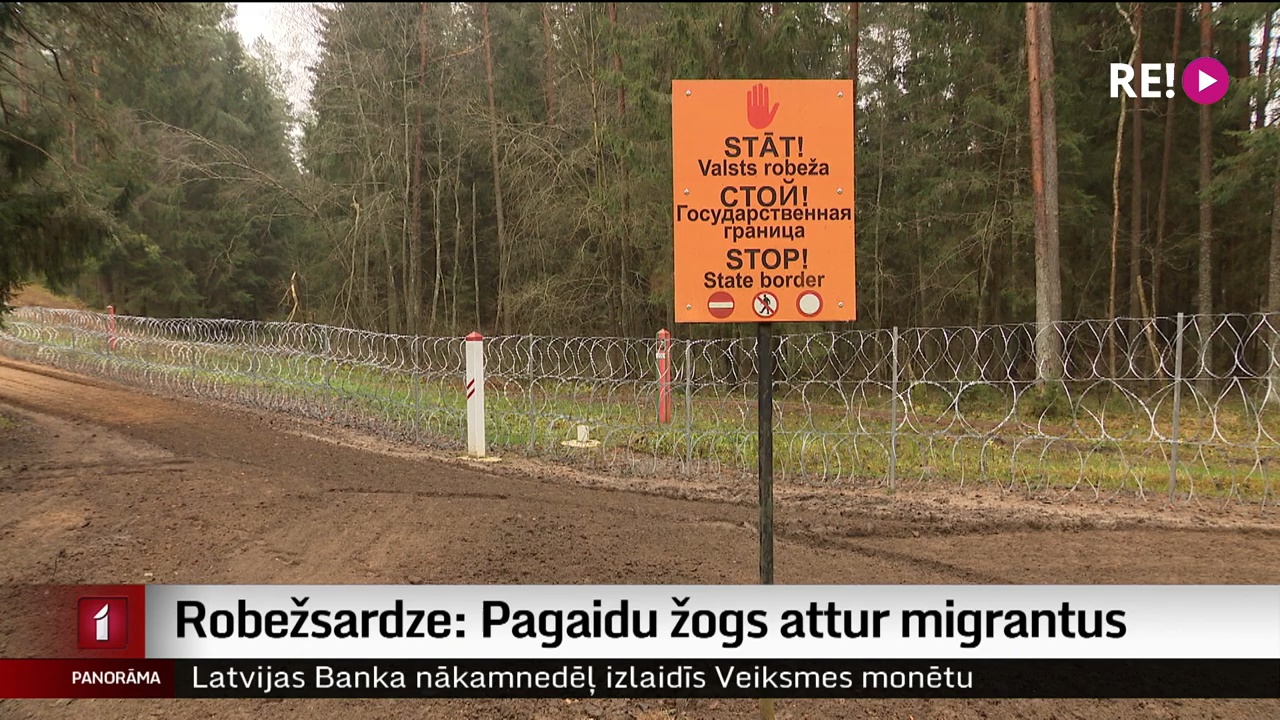 RE!
STĀT!
Valsts robeža
СТОЙ!
Государственная
граница
STOP!
State border
1
Robežsardze: Pagaidu žogs attur migrantus
PANORĀMA
Latvijas Banka nākamnedēļ izlaidīs Veiksmes monētu